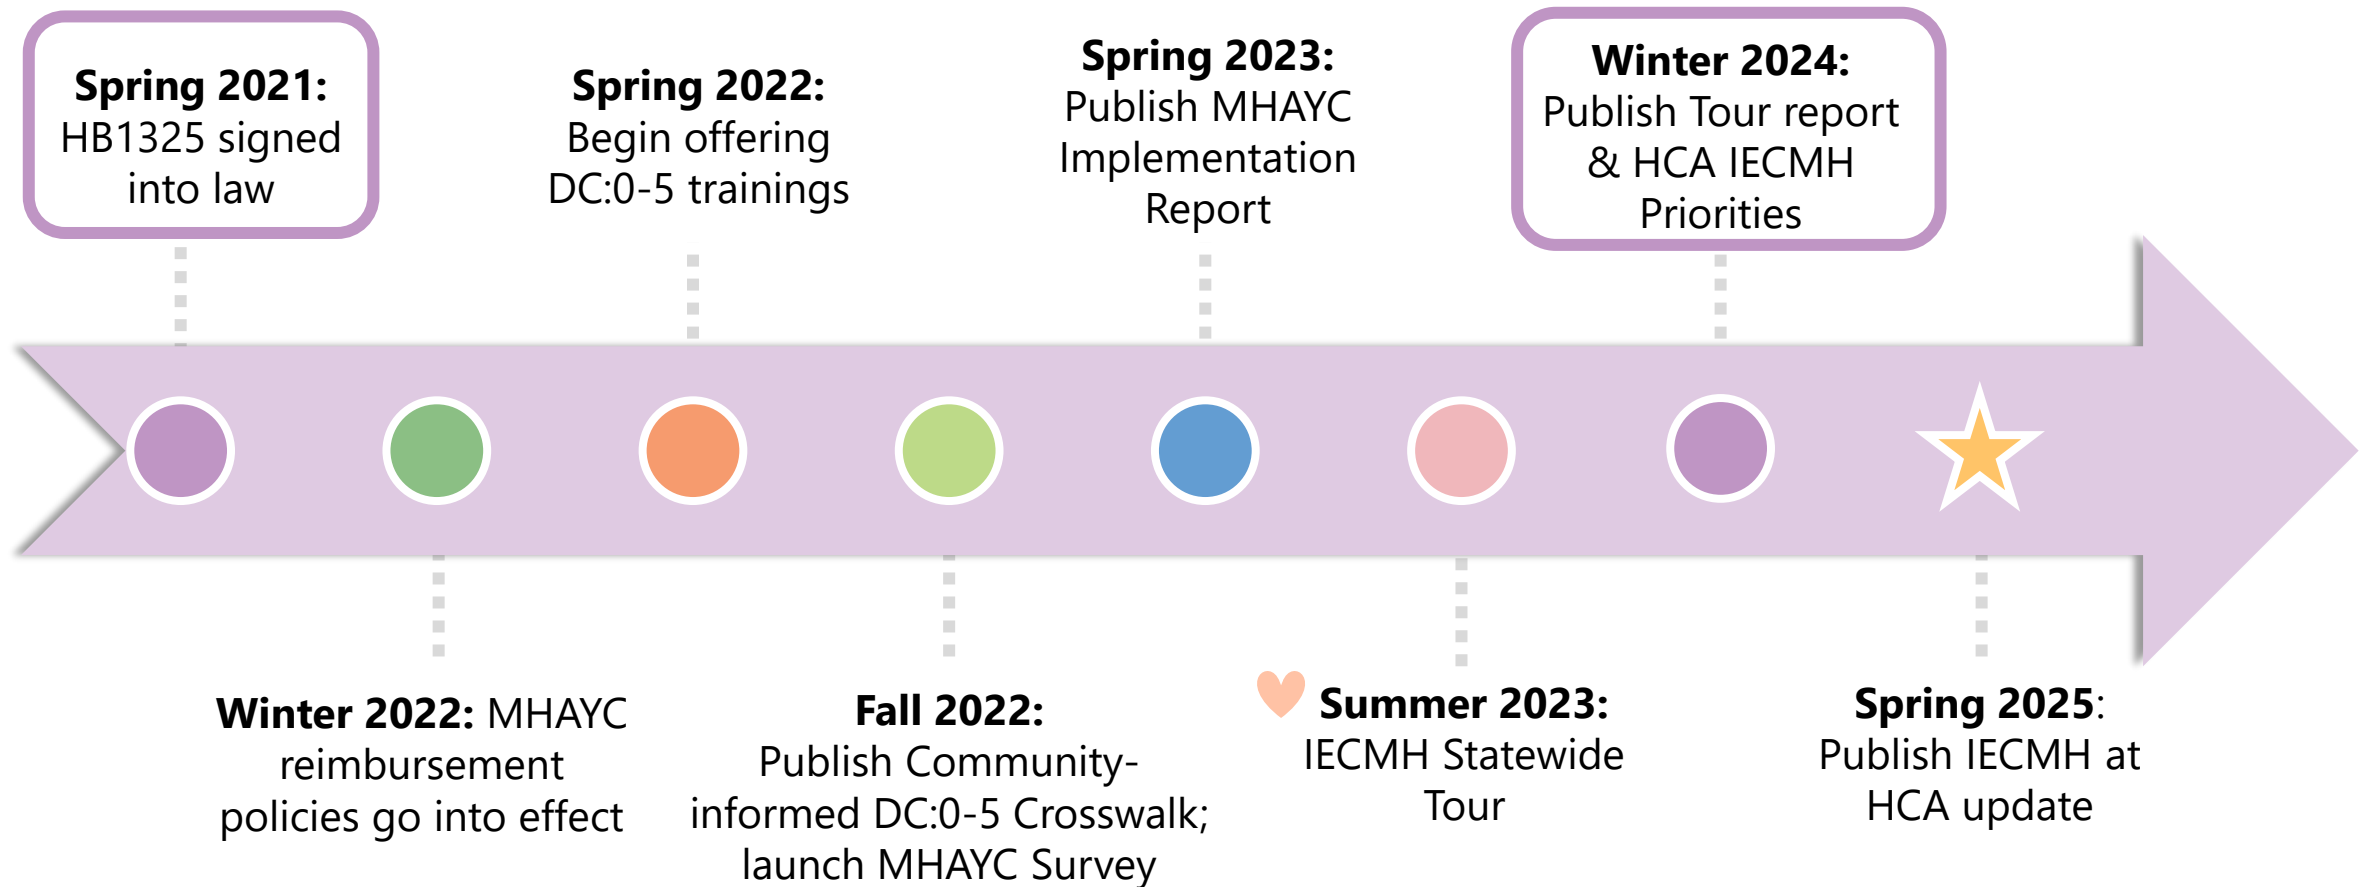 Spring 2021:
HB1325 signed
into law
Winter 2022: MHAYC
reimbursement
policies go into effect
Spring 2022:
Begin offering
DC:0-5 trainings
Fall 2022:
Publish Community-
informed DC:0-5 Crosswalk;
launch MHAYC Survey
Spring 2023:
Publish MHAYC
Implementation
Report
Summer 2023:
IECMH Statewide
Tour
Winter 2024:
Publish Tour report
& HCA IECMH
Priorities
Spring 2025:
Publish IECMH at
HCA update